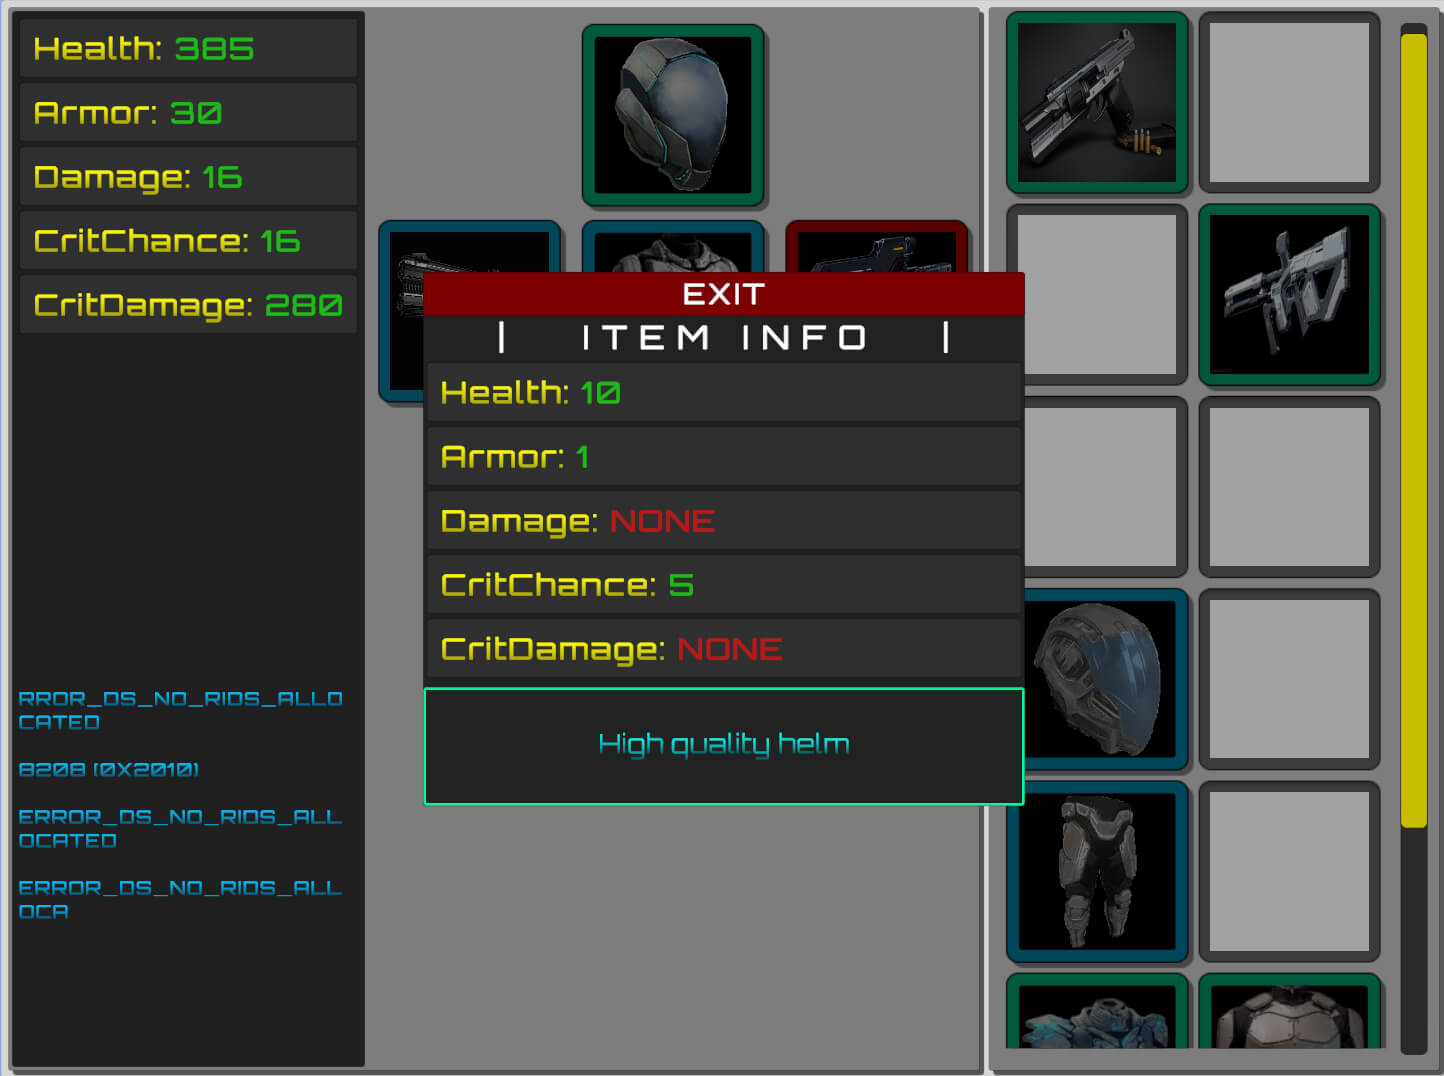 Health: 385
Armor: 30
Damage: 16
CritChance: 16
CritDamage: 280
RROR_DS_NO_RIDS_ALLO
CATED
8208 (0X2010)
ERROR_DS_NO_RIDS_ALL
OCATED
ERROR_DS_NO_RIDS_ALL
OCA
EXIT
| ITEM INFO |
Health: 10
Armor: 1
Damage: NONE
CritChance: 5
CritDamage: NONE
High quality helm